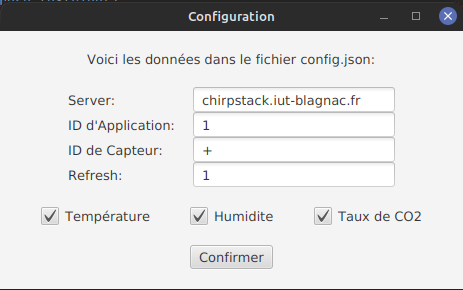 Configuration
Voici les données dans le fichier config.json:
Server: chirpstack.iut-blagnac.fr
ID d'Application: 1
ID de Capteur: +
Refresh: 1
Température Humidite Taux de CO2
Confirmer